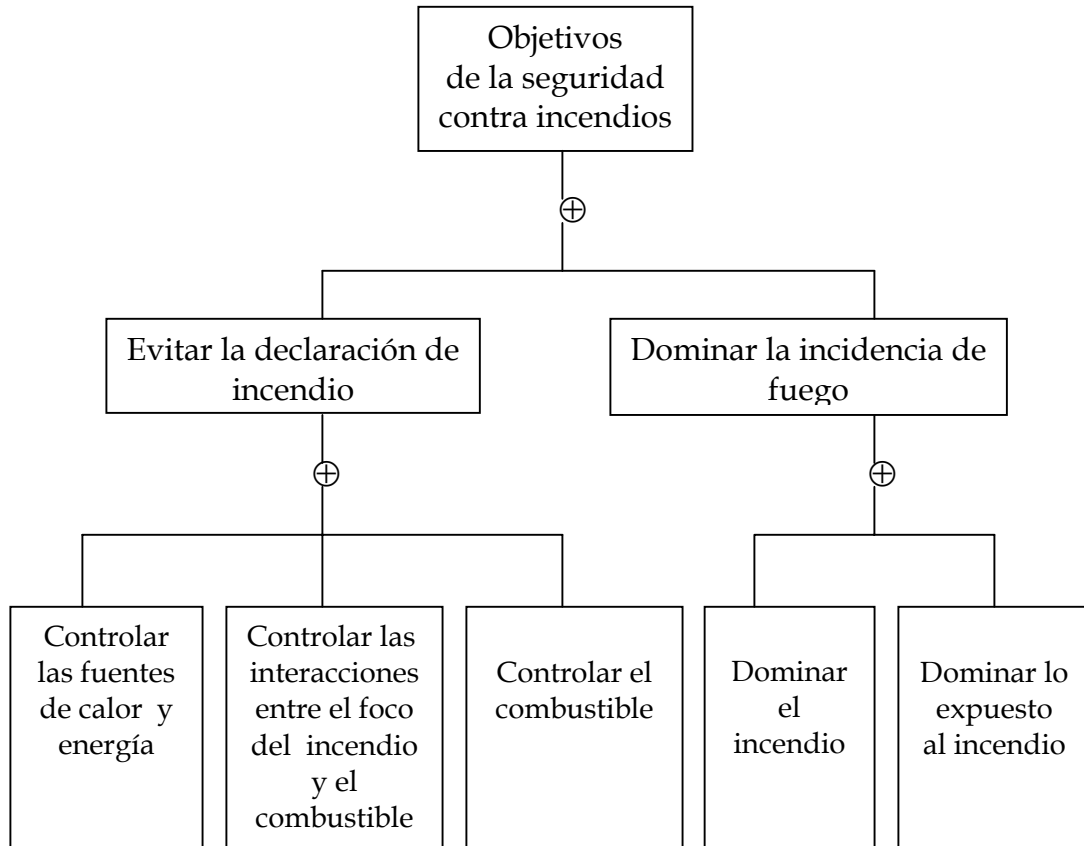 Objetivos
de la seguridad
contra incendios
Evitar la declaración de
incendio
Dominar la incidencia de
fuego
Controlar
las fuentes
de calor y
energía
Controlar las
interacciones
entre el foco
del incendio
y el
combustible
Controlar el
combustible
Dominar
el
incendio
Dominar lo
expuesto
al incendio